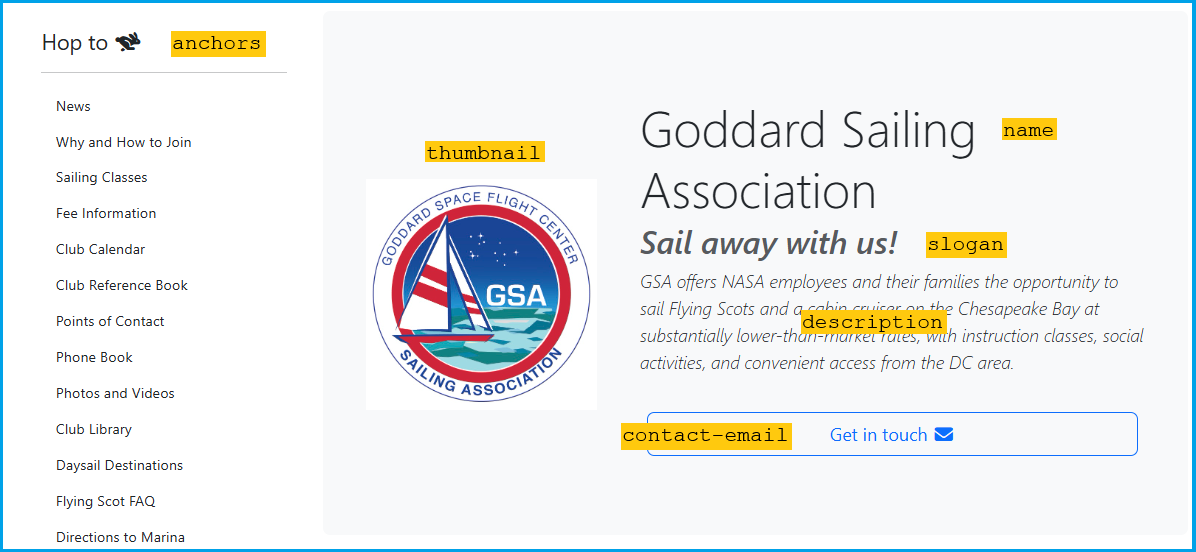 Hop to
anchors
News
Why and How to Join
Sailing Classes
Fee Information
Club Calendar
Club Reference Book
Points of Contact
Phone Book
Photos and Videos
Club Library
Daysail Destinations
Flying Scot FAQ
Directions to Marina
thumbnail
GODDARD SPACE FLIGHT CENTER
GSA
SAILING ASSOCIATION
Goddard Sailing
name
Association
Sail away with us!
slogan
GSA offers NASA employees and their families the opportunity to
sail Flying Scots and a cabin cruiser on the Chesapeake Bay at
description
substantially lower-than-market rates, with instruction classes, social
activities, and convenient access from the DC area.
contact-email
Get in touch